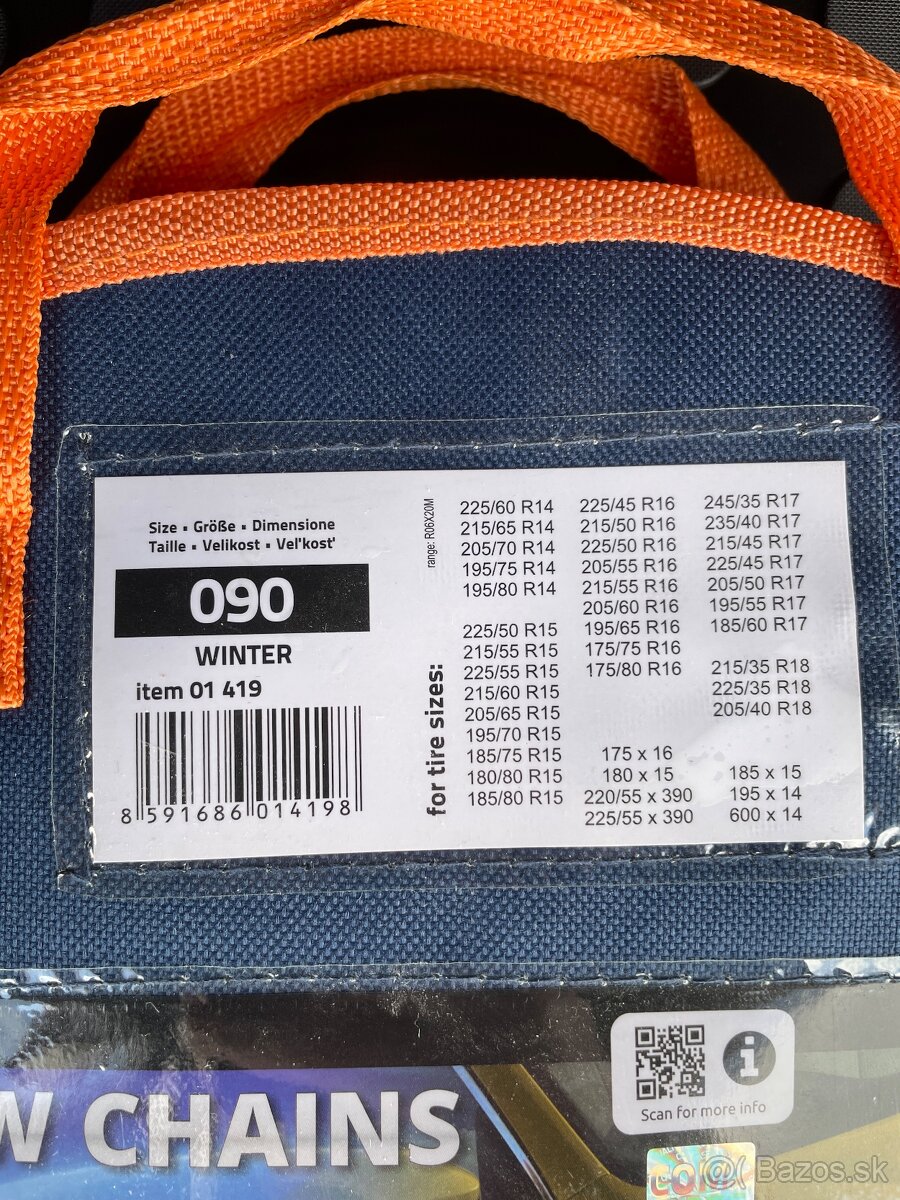 Size • Größe • Dimensione
Taille • Velikost • Vel'kost'
090
WINTER
item 01 419
8 591686 014198
range: R06X20M
for tire sizes:
225/60 R14
215/65 R14
205/70 R14
195/75 R14
195/80 R14
225/50 R15
215/55 R15
225/55 R15
215/60 R15
205/65 R15
195/70 R15
185/75 R15
180/80 R15
185/80 R15
225/45 R16
215/50 R16
225/50 R16
205/55 R16
215/55 R16
205/60 R16
195/65 R16
175/75 R16
175/80 R16
175 x 16
180 x 15
220/55 x 390
225/55 x 390
245/35 R17
235/40 R17
215/45 R17
225/45 R17
205/50 R17
195/55 R17
185/60 R17
215/35 R18
225/35 R18
205/40 R18
185 x 15
195 x 14
600 x 14
i
Scan for more info
W CHAINS
Bazos.sk